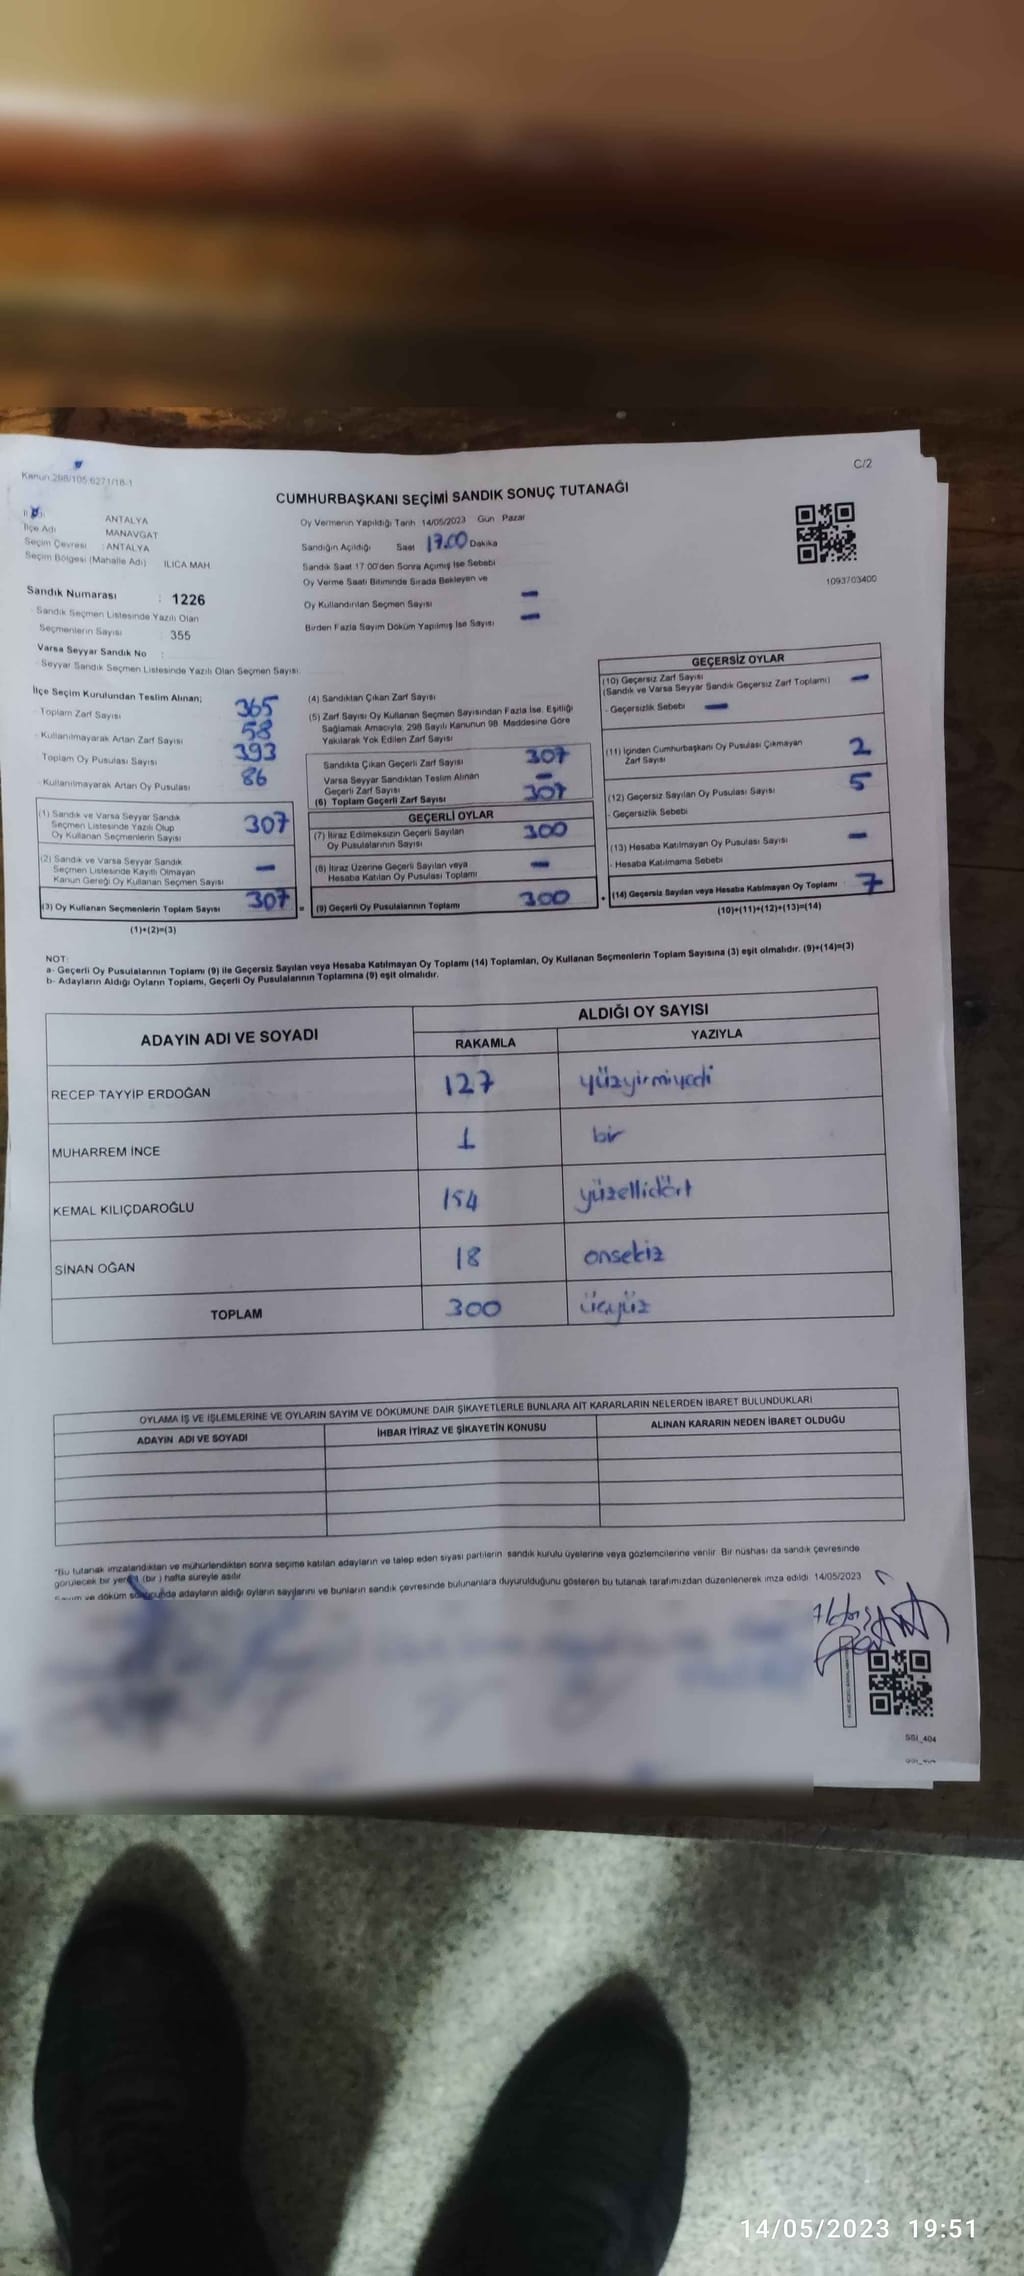 Kanun:298/105 6271/18-1
C/2
CUMHURBAŞKANI SEÇİMİ SANDIK SONUÇ TUTANAĞI
ANTALYA
İlçe Adı MANAVGAT
Seçim Çevresi : ANTALYA
Seçim Bölgesi (Mahalle Adı) ILICA MAH
Oy Vermenin Yapıldığı Tarih 14/05/2023 Gün Pazar
Sandığın Açıldığı Saat 17.00 Dakika
Sandık Saat 17.00'den Sonra Açımış İse Sebebi
Oy Verme Saati Bitiminde Sırada Bekleyen ve
Oy Kullandırılan Seçmen Sayısı —
Birden Fazla Sayım Döküm Yapılmış İse Sayısı —
1093703400
Sandık Numarası : 1226
- Sandık Seçmen Listesinde Yazılı Olan
Seçmenlerin Sayısı : 355
Varsa Seyyar Sandık No :
- Seyyar Sandık Seçmen Listesinde Yazılı Olan Seçmen Sayısı:
İlçe Seçim Kurulundan Teslim Alınan;
- Toplam Zarf Sayısı 365
- Kullanılmayarak Artan Zarf Sayısı 58
Toplam Oy Pusulası Sayısı 393
- Kullanılmayarak Artan Oy Pusulası 86
(1) Sandık ve Varsa Seyyar Sandık
Seçmen Listesinde Yazılı Olup
Oy Kullanan Seçmenlerin Sayısı 307
(2) Sandık ve Varsa Seyyar Sandık
Seçmen Listesinde Kayıtlı Olmayan
Kanun Gereği Oy Kullanan Seçmen Sayısı —
(3) Oy Kullanan Seçmenlerin Toplam Sayısı 307 =
(1)+(2)=(3)
(4) Sandıktan Çıkan Zarf Sayısı
(5) Zarf Sayısı Oy Kullanan Seçmen Sayısından Fazla İse, Eşitliği
Sağlamak Amacıyla; 298 Sayılı Kanunun 98. Maddesine Göre
Yakılarak Yok Edilen Zarf Sayısı
Sandıkta Çıkan Geçerli Zarf Sayısı 307
Varsa Seyyar Sandıktan Teslim Alınan
Geçerli Zarf Sayısı —
(6) Toplam Geçerli Zarf Sayısı 307
GEÇERLİ OYLAR
(7) İtiraz Edilmeksizin Geçerli Sayılan
Oy Pusulalarının Sayısı 300
(8) İtiraz Üzerine Geçerli Sayılan veya
Hesaba Katılan Oy Pusulası Toplamı —
(9) Geçerli Oy Pusulalarının Toplamı 300 +
GEÇERSİZ OYLAR
(10) Geçersiz Zarf Sayısı
(Sandık ve Varsa Seyyar Sandık Geçersiz Zarf Toplamı) —
- Geçersizlik Sebebi —
(11) İçinden Cumhurbaşkanı Oy Pusulası Çıkmayan
Zarf Sayısı 2
(12) Geçersiz Sayılan Oy Pusulası Sayısı 5
- Geçersizlik Sebebi
(13) Hesaba Katılmayan Oy Pusulası Sayısı —
- Hesaba Katılmama Sebebi
(14) Geçersiz Sayılan veya Hesaba Katılmayan Oy Toplamı : 7
(10)+(11)+(12)+(13)=(14)
NOT:
a- Geçerli Oy Pusulalarının Toplamı (9) ile Geçersiz Sayılan veya Hesaba Katılmayan Oy Toplamı (14) Toplamları, Oy Kullanan Seçmenlerin Toplam Sayısına (3) eşit olmalıdır. (9)+(14)=(3)
b- Adayların Aldığı Oyların Toplamı, Geçerli Oy Pusulalarının Toplamına (9) eşit olmalıdır.
ADAYIN ADI VE SOYADI
ALDIĞI OY SAYISI
RAKAMLA YAZIYLA
RECEP TAYYİP ERDOĞAN 127 yüzyirmiyedi
MUHARREM İNCE 1 bir
KEMAL KILIÇDAROĞLU 154 yüzellidört
SİNAN OĞAN 18 onsekiz
TOPLAM 300 üçyüz
OYLAMA İŞ VE İŞLEMLERİNE VE OYLARIN SAYIM VE DÖKÜMÜNE DAİR ŞİKAYETLERLE BUNLARA AİT KARARLARIN NELERDEN İBARET BULUNDUKLARI
ADAYIN ADI VE SOYADI İHBAR İTİRAZ VE ŞİKAYETİN KONUSU ALINAN KARARIN NEDEN İBARET OLDUĞU
"Bu tutanak imzalandıktan ve mühürlendikten sonra seçime katılan adayların ve talep eden siyasi partilerin sandık kurulu üyelerine veya gözlemcilerine verilir. Bir nüshası da sandık çevresinde
görülecek bir yere 1 (bir) hafta süreyle asılır.
Sayım ve döküm sonucunda adayların aldığı oyların sayılarını ve bunların sandık çevresinde bulunanlara duyurulduğunu gösteren bu tutanak tarafımızdan düzenlenerek imza edildi 14/05/2023
SSI_404
14/05/2023 19:51